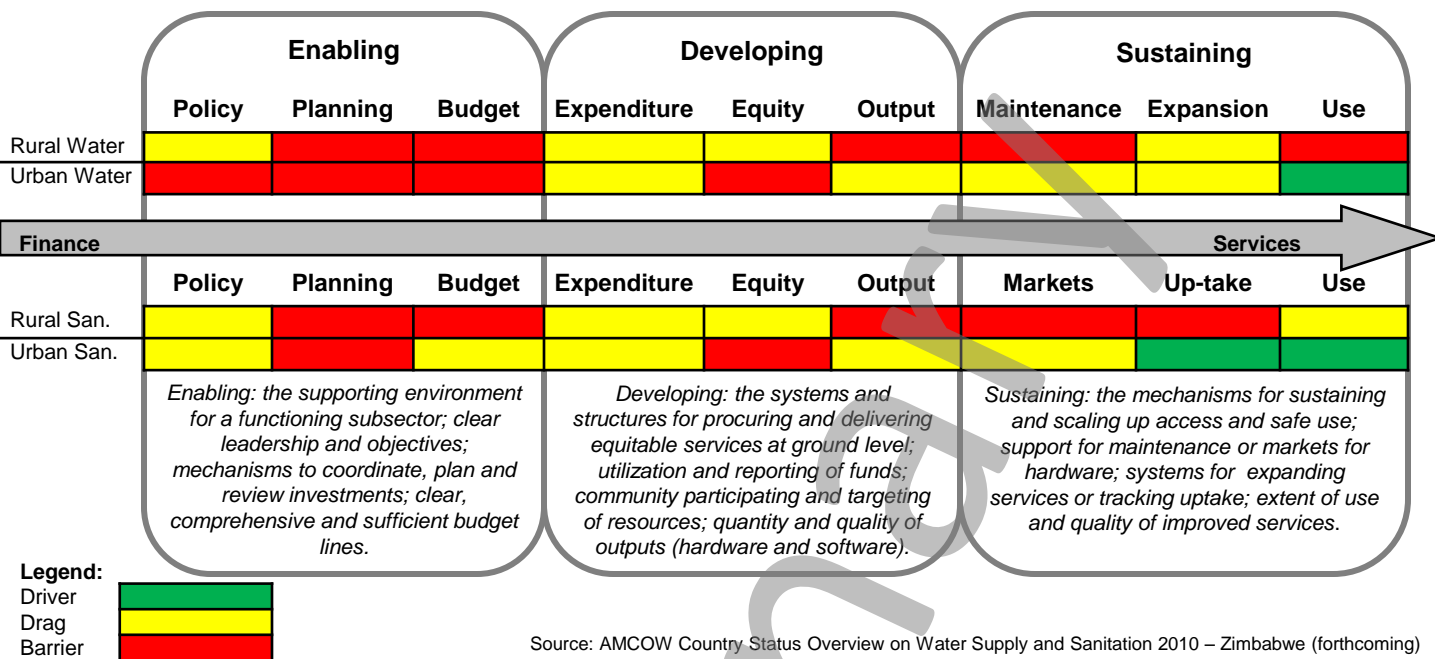 Enabling Developing Sustaining
Policy Planning Budget Expenditure Equity Output Maintenance Expansion Use
Rural Water
Urban Water
Finance Services
Policy Planning Budget Expenditure Equity Output Markets Up-take Use
Rural San.
Urban San.
Enabling: the supporting environment
for a functioning subsector; clear
leadership and objectives;
mechanisms to coordinate, plan and
review investments; clear,
comprehensive and sufficient budget
lines.
Developing: the systems and
structures for procuring and delivering
equitable services at ground level;
utilization and reporting of funds;
community participating and targeting
of resources; quantity and quality of
outputs (hardware and software).
Sustaining: the mechanisms for sustaining
and scaling up access and safe use;
support for maintenance or markets for
hardware; systems for expanding
services or tracking uptake; extent of use
and quality of improved services.
Legend:
Driver
Drag
Barrier
Source: AMCOW Country Status Overview on Water Supply and Sanitation 2010 – Zimbabwe (forthcoming)